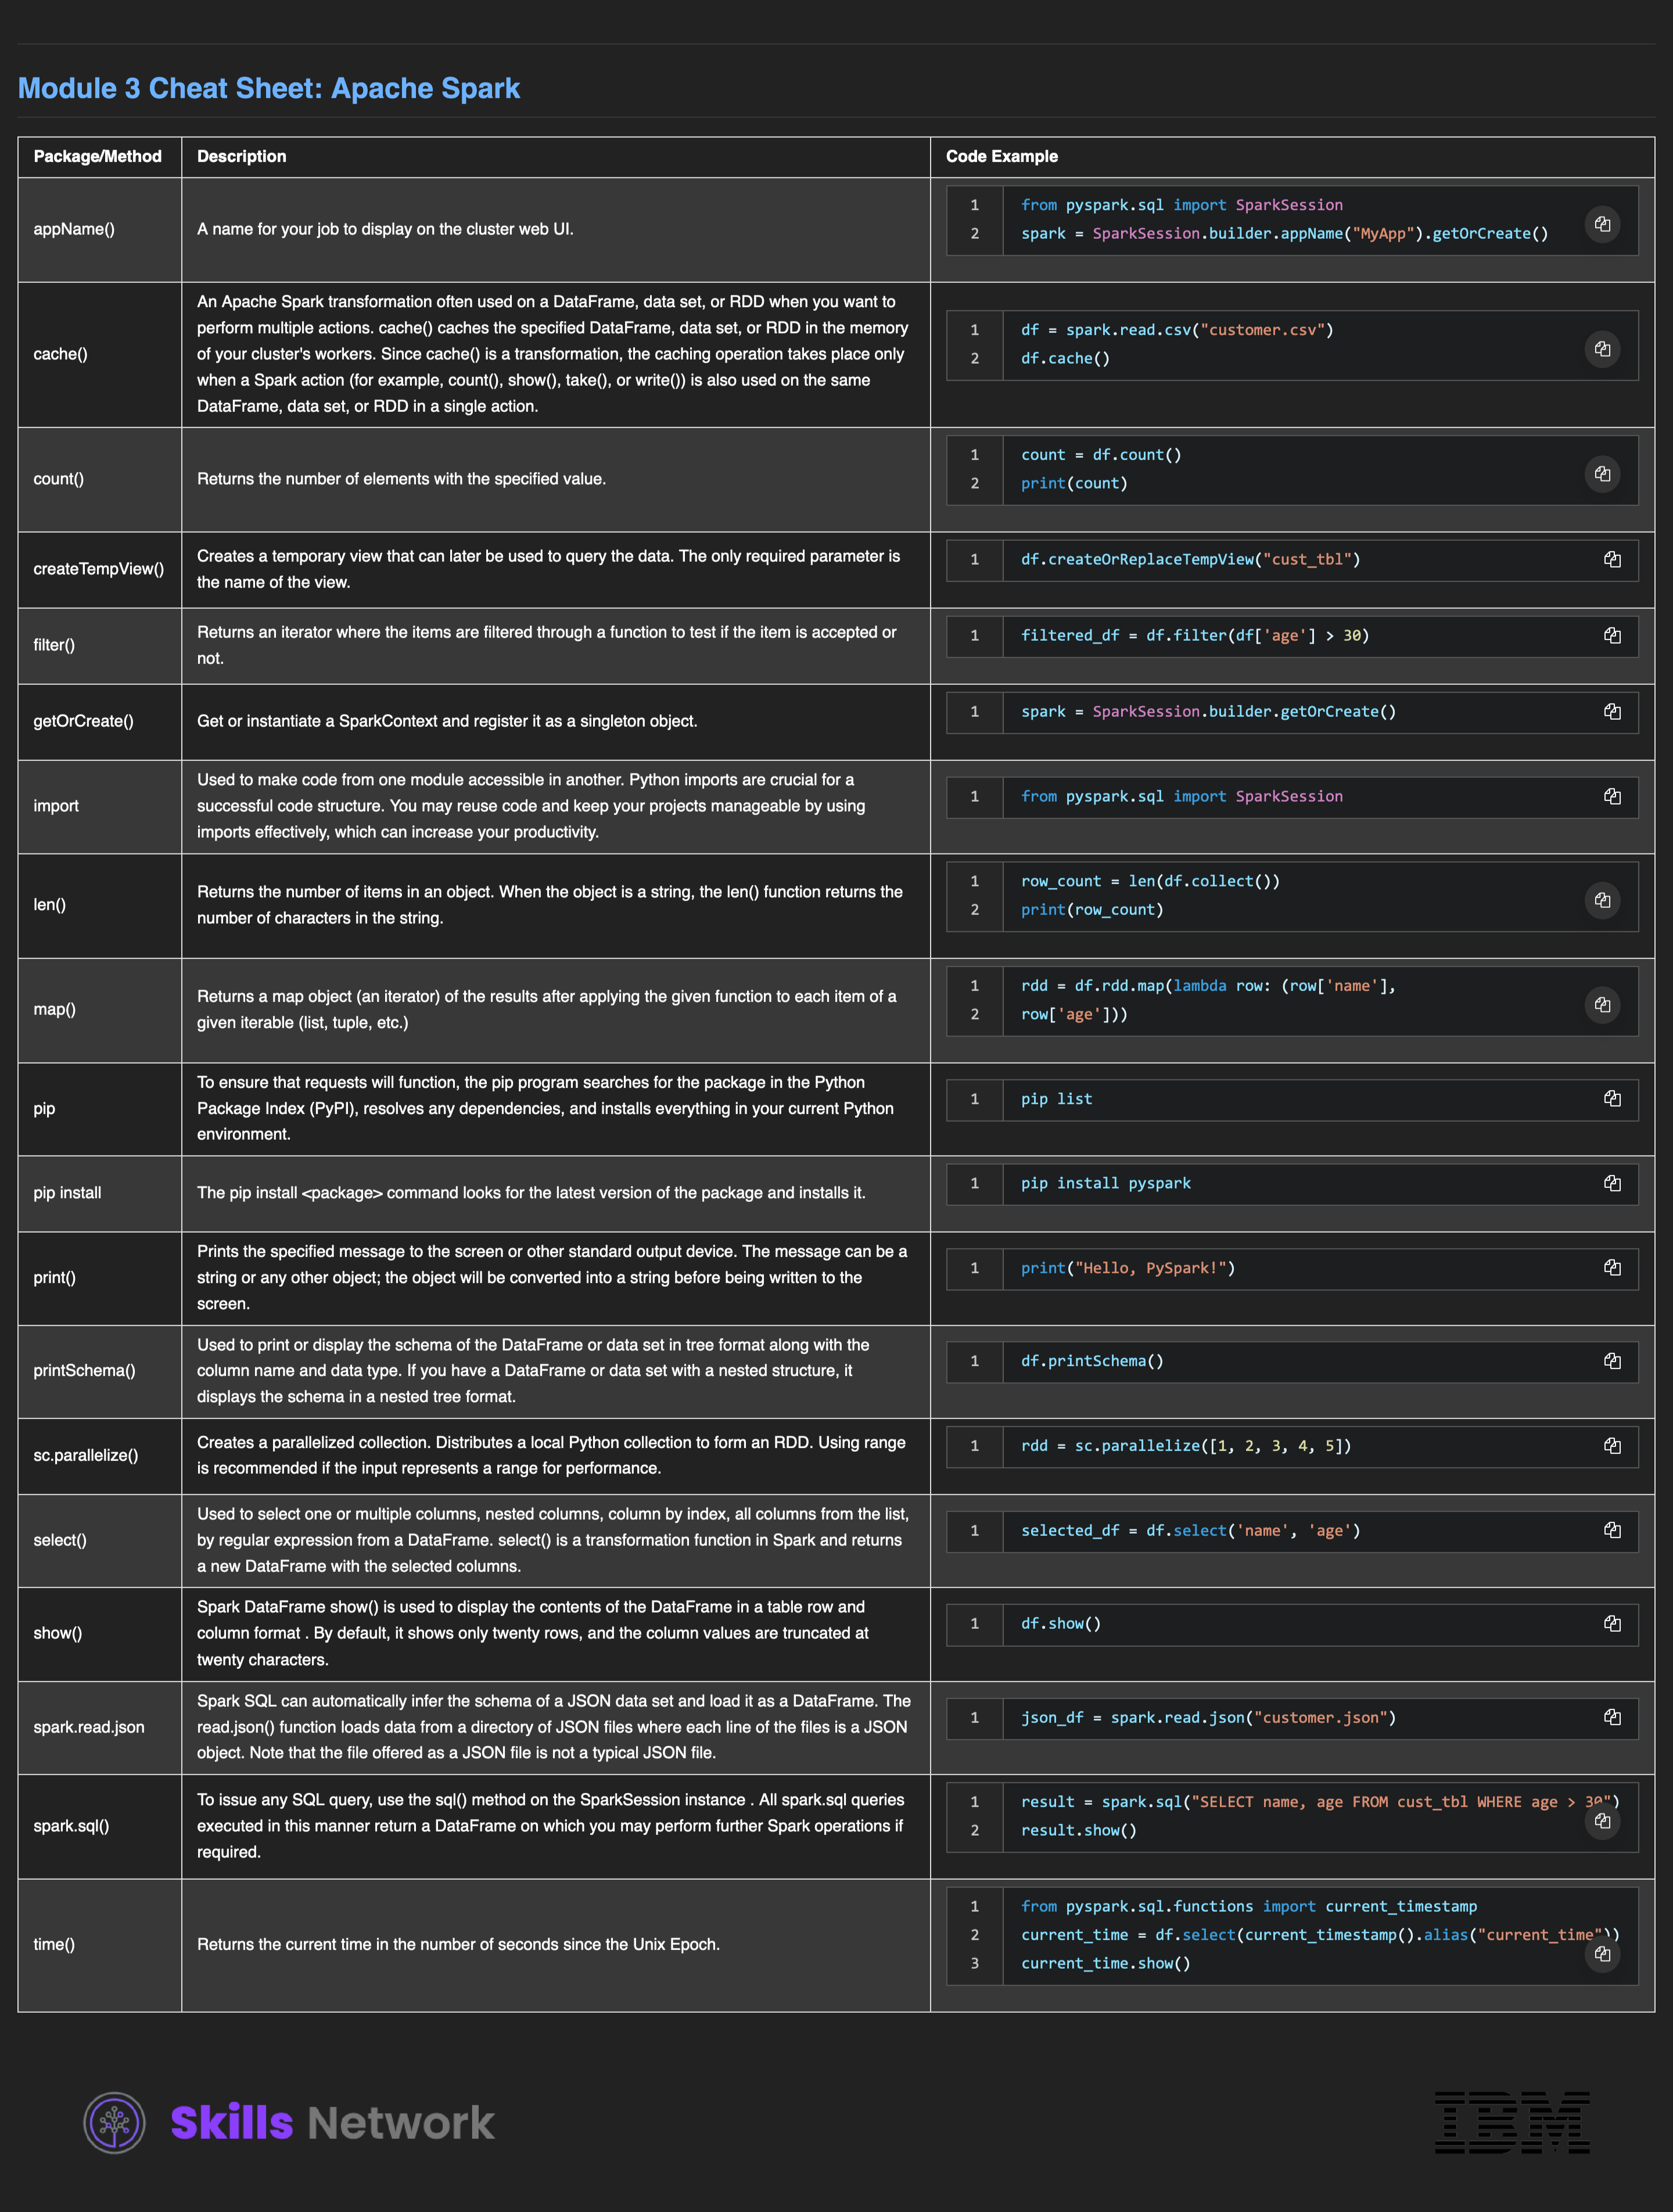 Module 3 Cheat Sheet: Apache Spark
Package/Method Description Code Example
appName()
A name for your job to display on the cluster web UI.
1 from pyspark.sql import SparkSession
2 spark = SparkSession.builder.appName("MyApp").getOrCreate()
cache()
An Apache Spark transformation often used on a DataFrame, data set, or RDD when you want to
perform multiple actions. cache() caches the specified DataFrame, data set, or RDD in the memory
of your cluster's workers. Since cache() is a transformation, the caching operation takes place only
when a Spark action (for example, count(), show(), take(), or write()) is also used on the same
DataFrame, data set, or RDD in a single action.
1 df = spark.read.csv("customer.csv")
2 df.cache()
count()
Returns the number of elements with the specified value.
1 count = df.count()
2 print(count)
createTempView()
Creates a temporary view that can later be used to query the data. The only required parameter is
the name of the view.
1 df.createOrReplaceTempView("cust_tbl")
filter()
Returns an iterator where the items are filtered through a function to test if the item is accepted or
not.
1 filtered_df = df.filter(df['age'] > 30)
getOrCreate()
Get or instantiate a SparkContext and register it as a singleton object.
1 spark = SparkSession.builder.getOrCreate()
import
Used to make code from one module accessible in another. Python imports are crucial for a
successful code structure. You may reuse code and keep your projects manageable by using
imports effectively, which can increase your productivity.
1 from pyspark.sql import SparkSession
len()
Returns the number of items in an object. When the object is a string, the len() function returns the
number of characters in the string.
1 row_count = len(df.collect())
2 print(row_count)
map()
Returns a map object (an iterator) of the results after applying the given function to each item of a
given iterable (list, tuple, etc.)
1 rdd = df.rdd.map(lambda row: (row['name'],
2 row['age']))
pip
To ensure that requests will function, the pip program searches for the package in the Python
Package Index (PyPI), resolves any dependencies, and installs everything in your current Python
environment.
1 pip list
pip install
The pip install <package> command looks for the latest version of the package and installs it.
1 pip install pyspark
print()
Prints the specified message to the screen or other standard output device. The message can be a
string or any other object; the object will be converted into a string before being written to the
screen.
1 print("Hello, PySpark!")
printSchema()
Used to print or display the schema of the DataFrame or data set in tree format along with the
column name and data type. If you have a DataFrame or data set with a nested structure, it
displays the schema in a nested tree format.
1 df.printSchema()
sc.parallelize()
Creates a parallelized collection. Distributes a local Python collection to form an RDD. Using range
is recommended if the input represents a range for performance.
1 rdd = sc.parallelize([1, 2, 3, 4, 5])
select()
Used to select one or multiple columns, nested columns, column by index, all columns from the list,
by regular expression from a DataFrame. select() is a transformation function in Spark and returns
a new DataFrame with the selected columns.
1 selected_df = df.select('name', 'age')
show()
Spark DataFrame show() is used to display the contents of the DataFrame in a table row and
column format . By default, it shows only twenty rows, and the column values are truncated at
twenty characters.
1 df.show()
spark.read.json
Spark SQL can automatically infer the schema of a JSON data set and load it as a DataFrame. The
read.json() function loads data from a directory of JSON files where each line of the files is a JSON
object. Note that the file offered as a JSON file is not a typical JSON file.
1 json_df = spark.read.json("customer.json")
spark.sql()
To issue any SQL query, use the sql() method on the SparkSession instance . All spark.sql queries
executed in this manner return a DataFrame on which you may perform further Spark operations if
required.
1 result = spark.sql("SELECT name, age FROM cust_tbl WHERE age > 30")
2 result.show()
time()
Returns the current time in the number of seconds since the Unix Epoch.
1 from pyspark.sql.functions import current_timestamp
2 current_time = df.select(current_timestamp().alias("current_time"))
3 current_time.show()
Skills Network
IBM